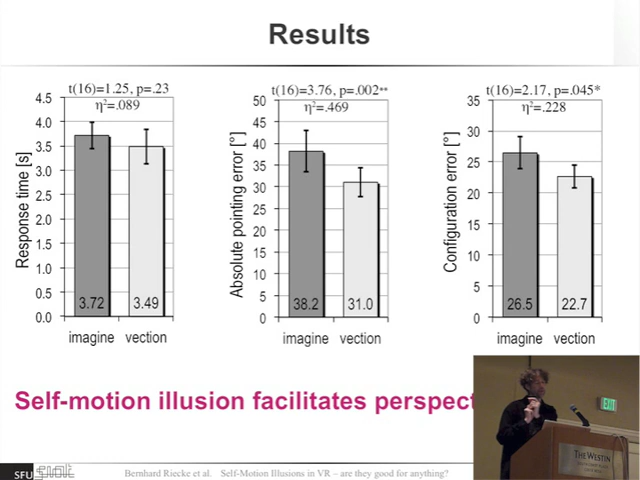 Results
t(16)=1.25, p=.23
η²=.089
Response time [s]
4.5
4.0
3.5
3.0
2.5
2.0
1.5
1.0
0.5
0.0
3.72
3.49
imagine vection
t(16)=3.76, p=.002**
η²=.469
Absolute pointing error [°]
50
45
40
35
30
25
20
15
10
5
0
38.2
31.0
imagine vection
t(16)=2.17, p=.045*
η²=.228
Configuration error [°]
35
30
25
20
15
10
5
0
26.5
22.7
imagine vection
Self-motion illusion facilitates perspect
EXIT
THE WESTIN
SFU
Bernhard Riecke et al. Self-Motion Illusions in VR – are they good for anything?